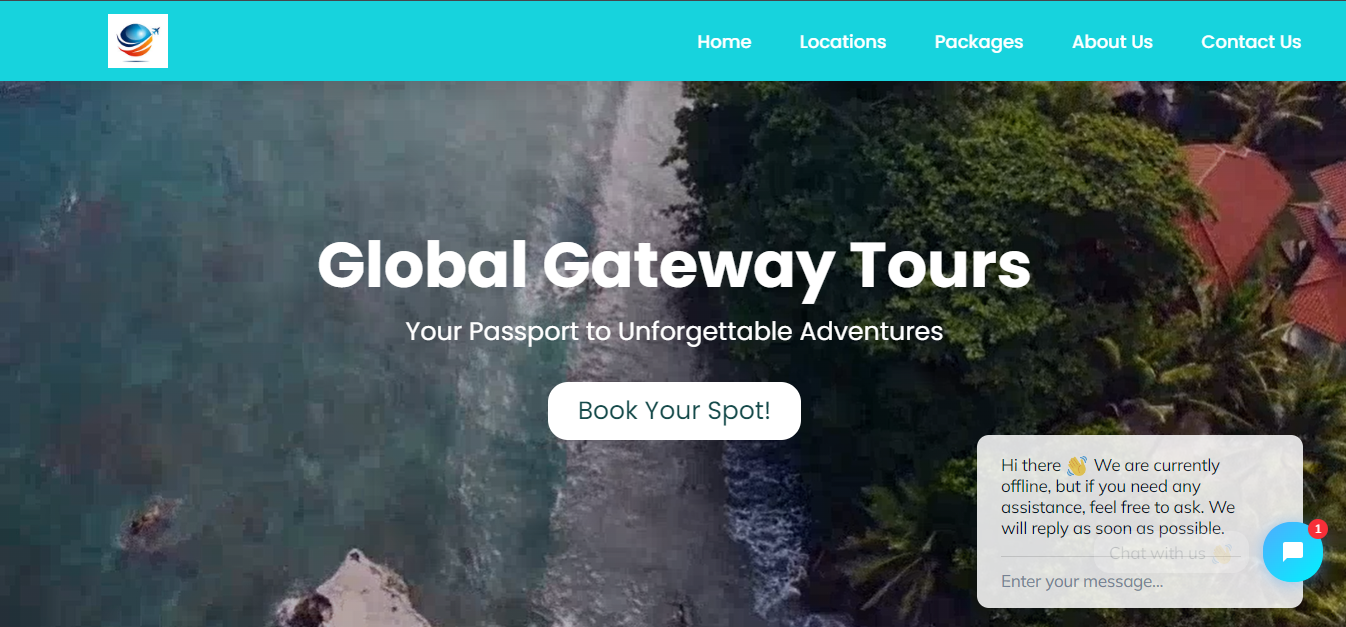 Home Locations Packages About Us Contact Us
Global Gateway Tours
Your Passport to Unforgettable Adventures
Book Your Spot!
Hi there 👋 We are currently
offline, but if you need any
assistance, feel free to ask. We
will reply as soon as possible.
1
Chat with us 👋
Enter your message...